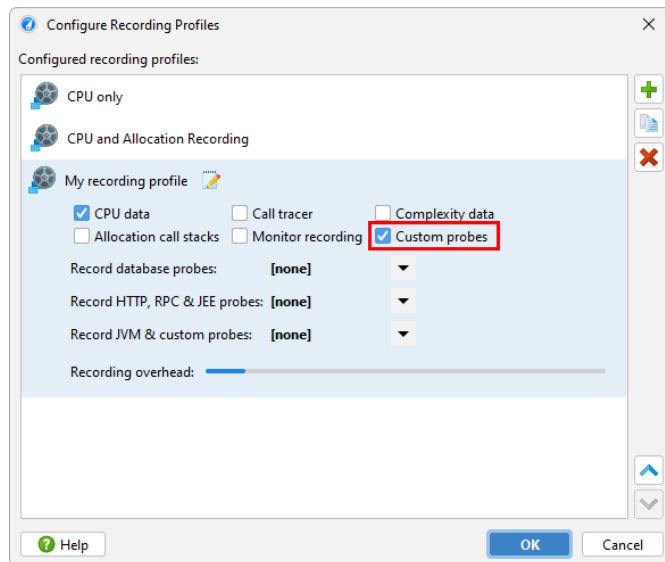 Configure Recording Profiles
Configured recording profiles:
CPU only
CPU and Allocation Recording
My recording profile
CPU data Call tracer Complexity data
Allocation call stacks Monitor recording Custom probes
Record database probes: [none]
Record HTTP, RPC & JEE probes: [none]
Record JVM & custom probes: [none]
Recording overhead:
Help OK Cancel